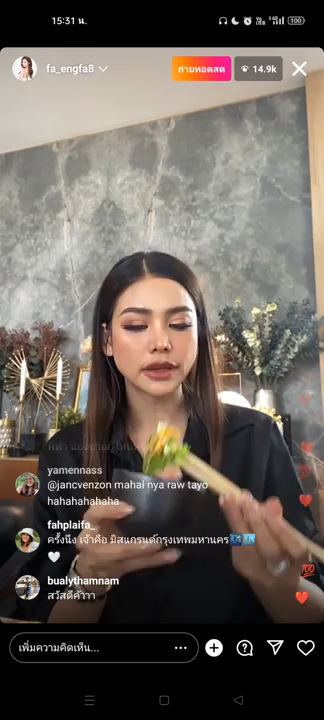 15:31 น.
100
fa_engfa8
ถ่ายทอดสด
14.9k
yamennass
@jancvenzon mahal nya raw tayo
hahahahahaha
fahplaifa_
ครั้งนึง เจ้าคือ มิสแกรนด์กรุงเทพมหานคร🌃🏙️
🤍
bualythamnam
สวัสดีค้าาา
💯
เพิ่มความคิดเห็น...